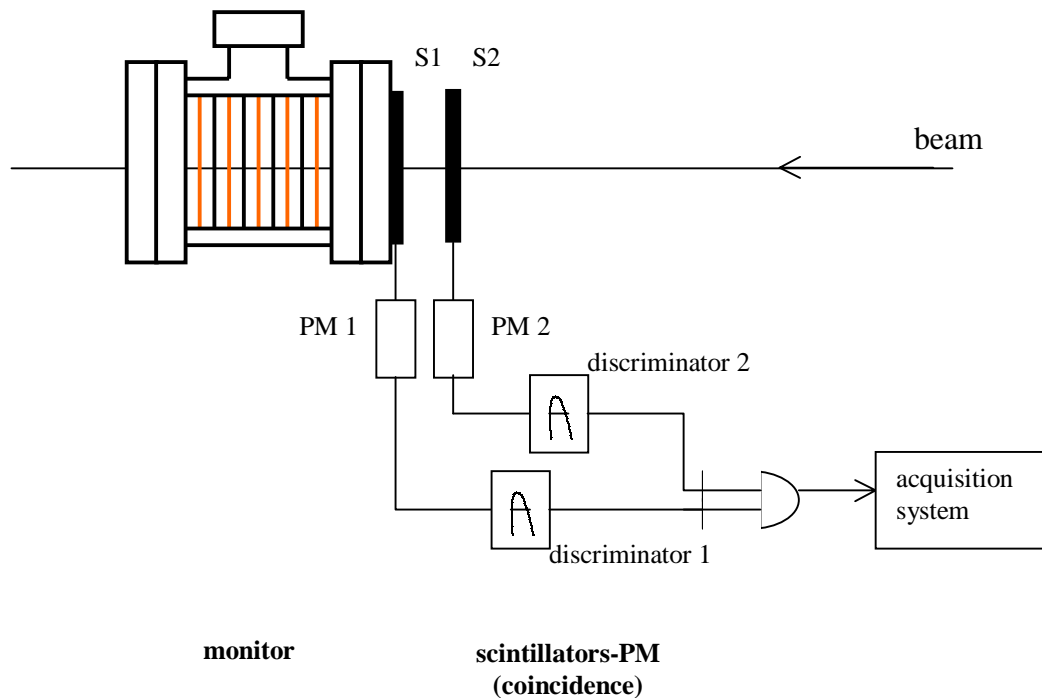 S1 S2
beam
PM 1
PM 2
discriminator 2
acquisition
system
discriminator 1
monitor
scintillators-PM
(coincidence)